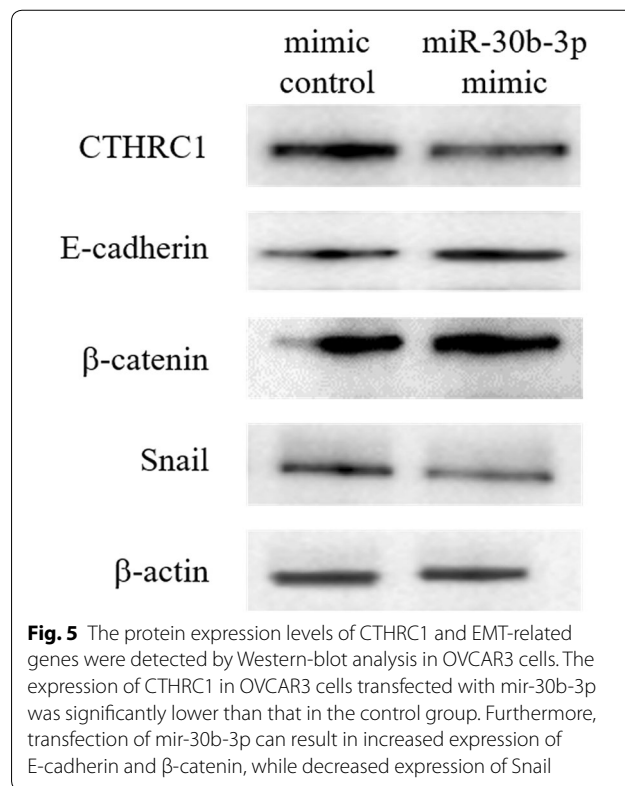 mimic control
miR-30b-3p mimic
CTHRC1
E-cadherin
β-catenin
Snail
β-actin
Fig. 5 The protein expression levels of CTHRC1 and EMT-related
genes were detected by Western-blot analysis in OVCAR3 cells. The
expression of CTHRC1 in OVCAR3 cells transfected with mir-30b-3p
was significantly lower than that in the control group. Furthermore,
transfection of mir-30b-3p can result in increased expression of
E-cadherin and β-catenin, while decreased expression of Snail